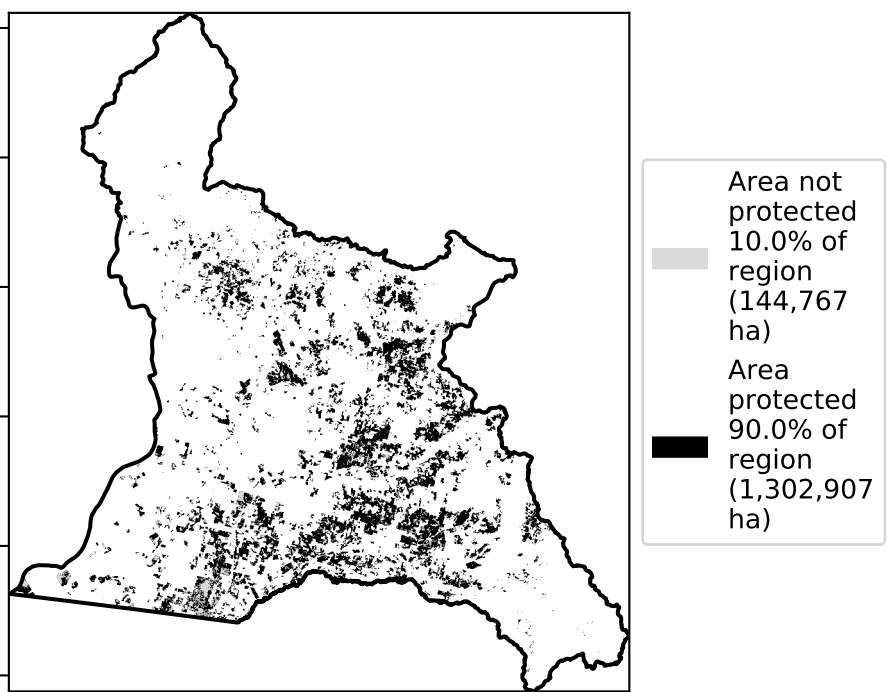 Area not
protected
10.0% of
region
(144,767
ha)
Area
protected
90.0% of
region
(1,302,907
ha)